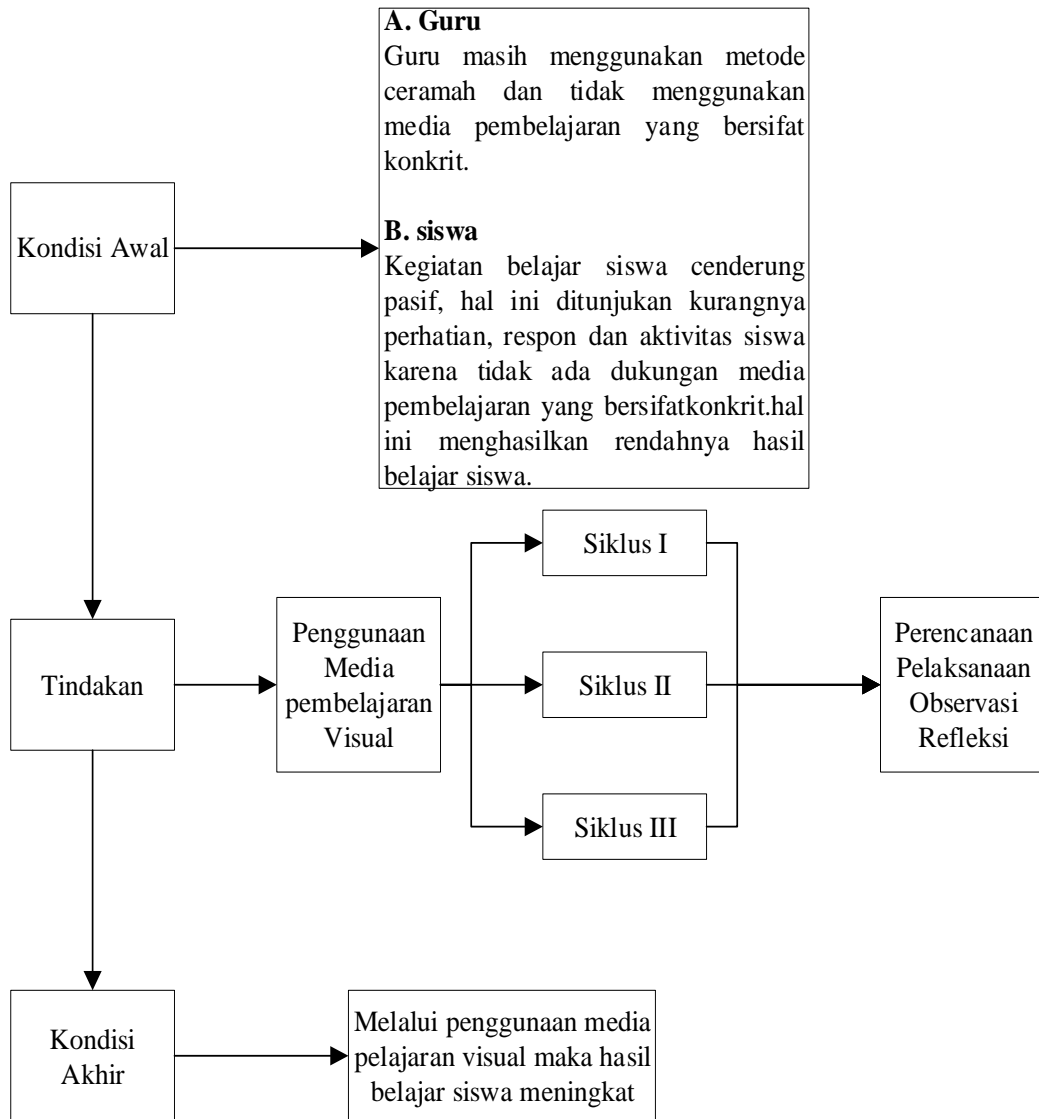 A. Guru
Guru masih menggunakan metode
ceramah dan tidak menggunakan
media pembelajaran yang bersifat
konkrit.
B. siswa
Kegiatan belajar siswa cenderung
pasif, hal ini ditunjukan kurangnya
perhatian, respon dan aktivitas siswa
karena tidak ada dukungan media
pembelajaran yang bersifatkonkrit.hal
ini menghasilkan rendahnya hasil
belajar siswa.
Kondisi Awal
Tindakan
Penggunaan
Media
pembelajaran
Visual
Siklus I
Siklus II
Siklus III
Perencanaan
Pelaksanaan
Observasi
Refleksi
Kondisi
Akhir
Melalui penggunaan media
pelajaran visual maka hasil
belajar siswa meningkat